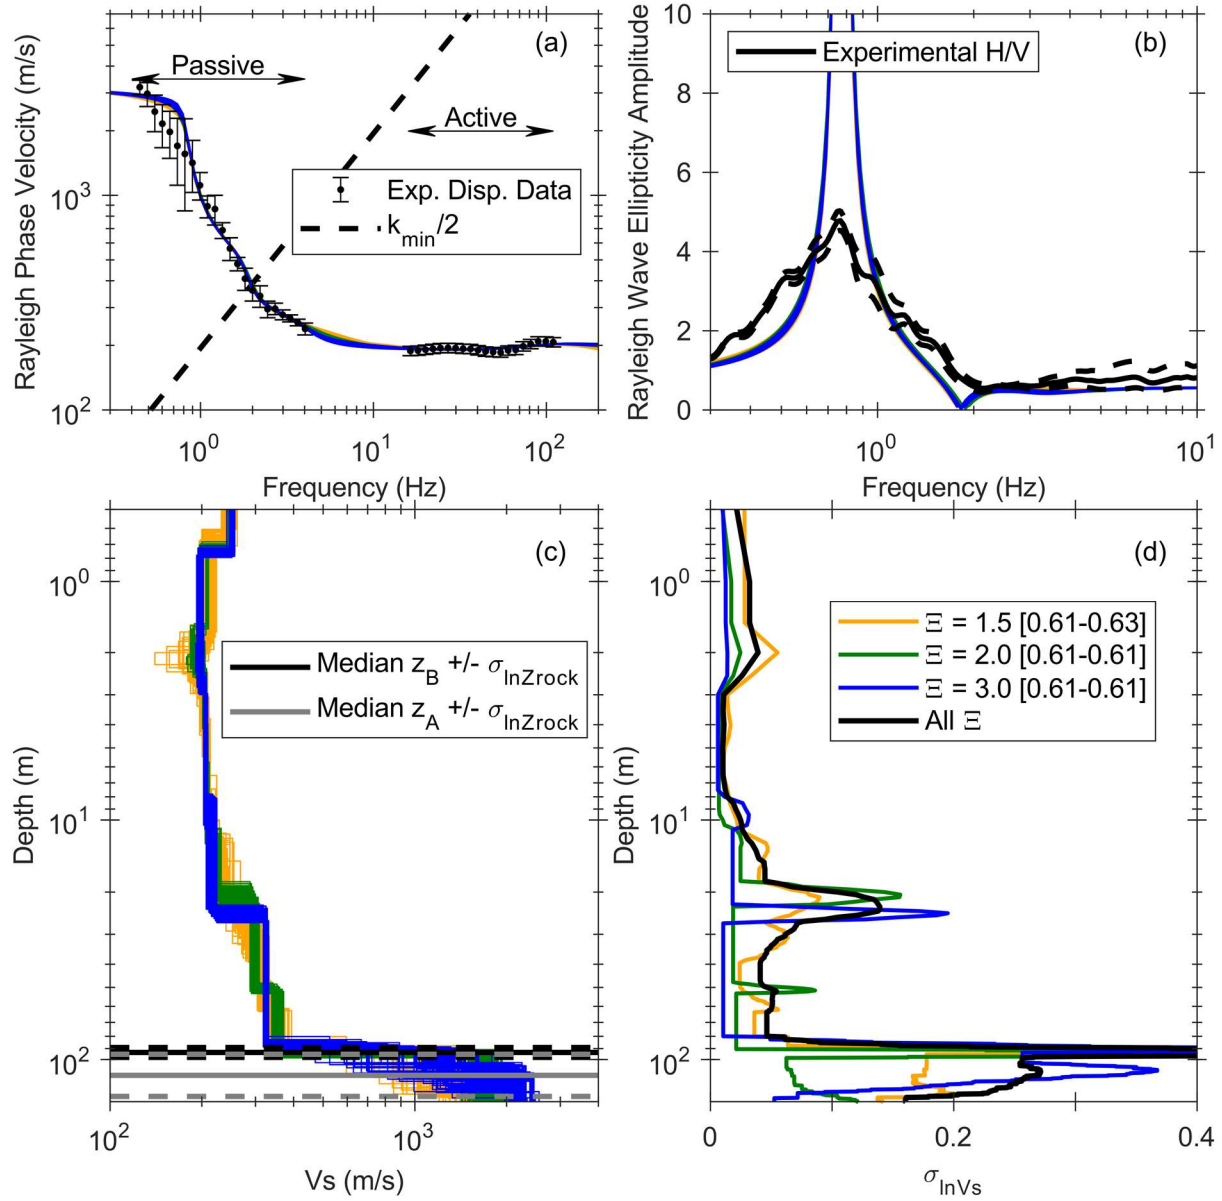 (a)
Passive
Active
Exp. Disp. Data
k_min/2
Rayleigh Phase Velocity (m/s)
10^3
10^2
10^0
10^1
10^2
Frequency (Hz)
(b)
Experimental H/V
Rayleigh Wave Ellipticity Amplitude
10
8
6
4
2
0
10^0
10^1
Frequency (Hz)
(c)
Median z_B +/- σ_lnZrock
Median z_A +/- σ_lnZrock
Depth (m)
10^0
10^1
10^2
10^2
10^3
Vs (m/s)
(d)
Ξ = 1.5 [0.61-0.63]
Ξ = 2.0 [0.61-0.61]
Ξ = 3.0 [0.61-0.61]
All Ξ
Depth (m)
10^0
10^1
10^2
0
0.2
0.4
σ_lnVs